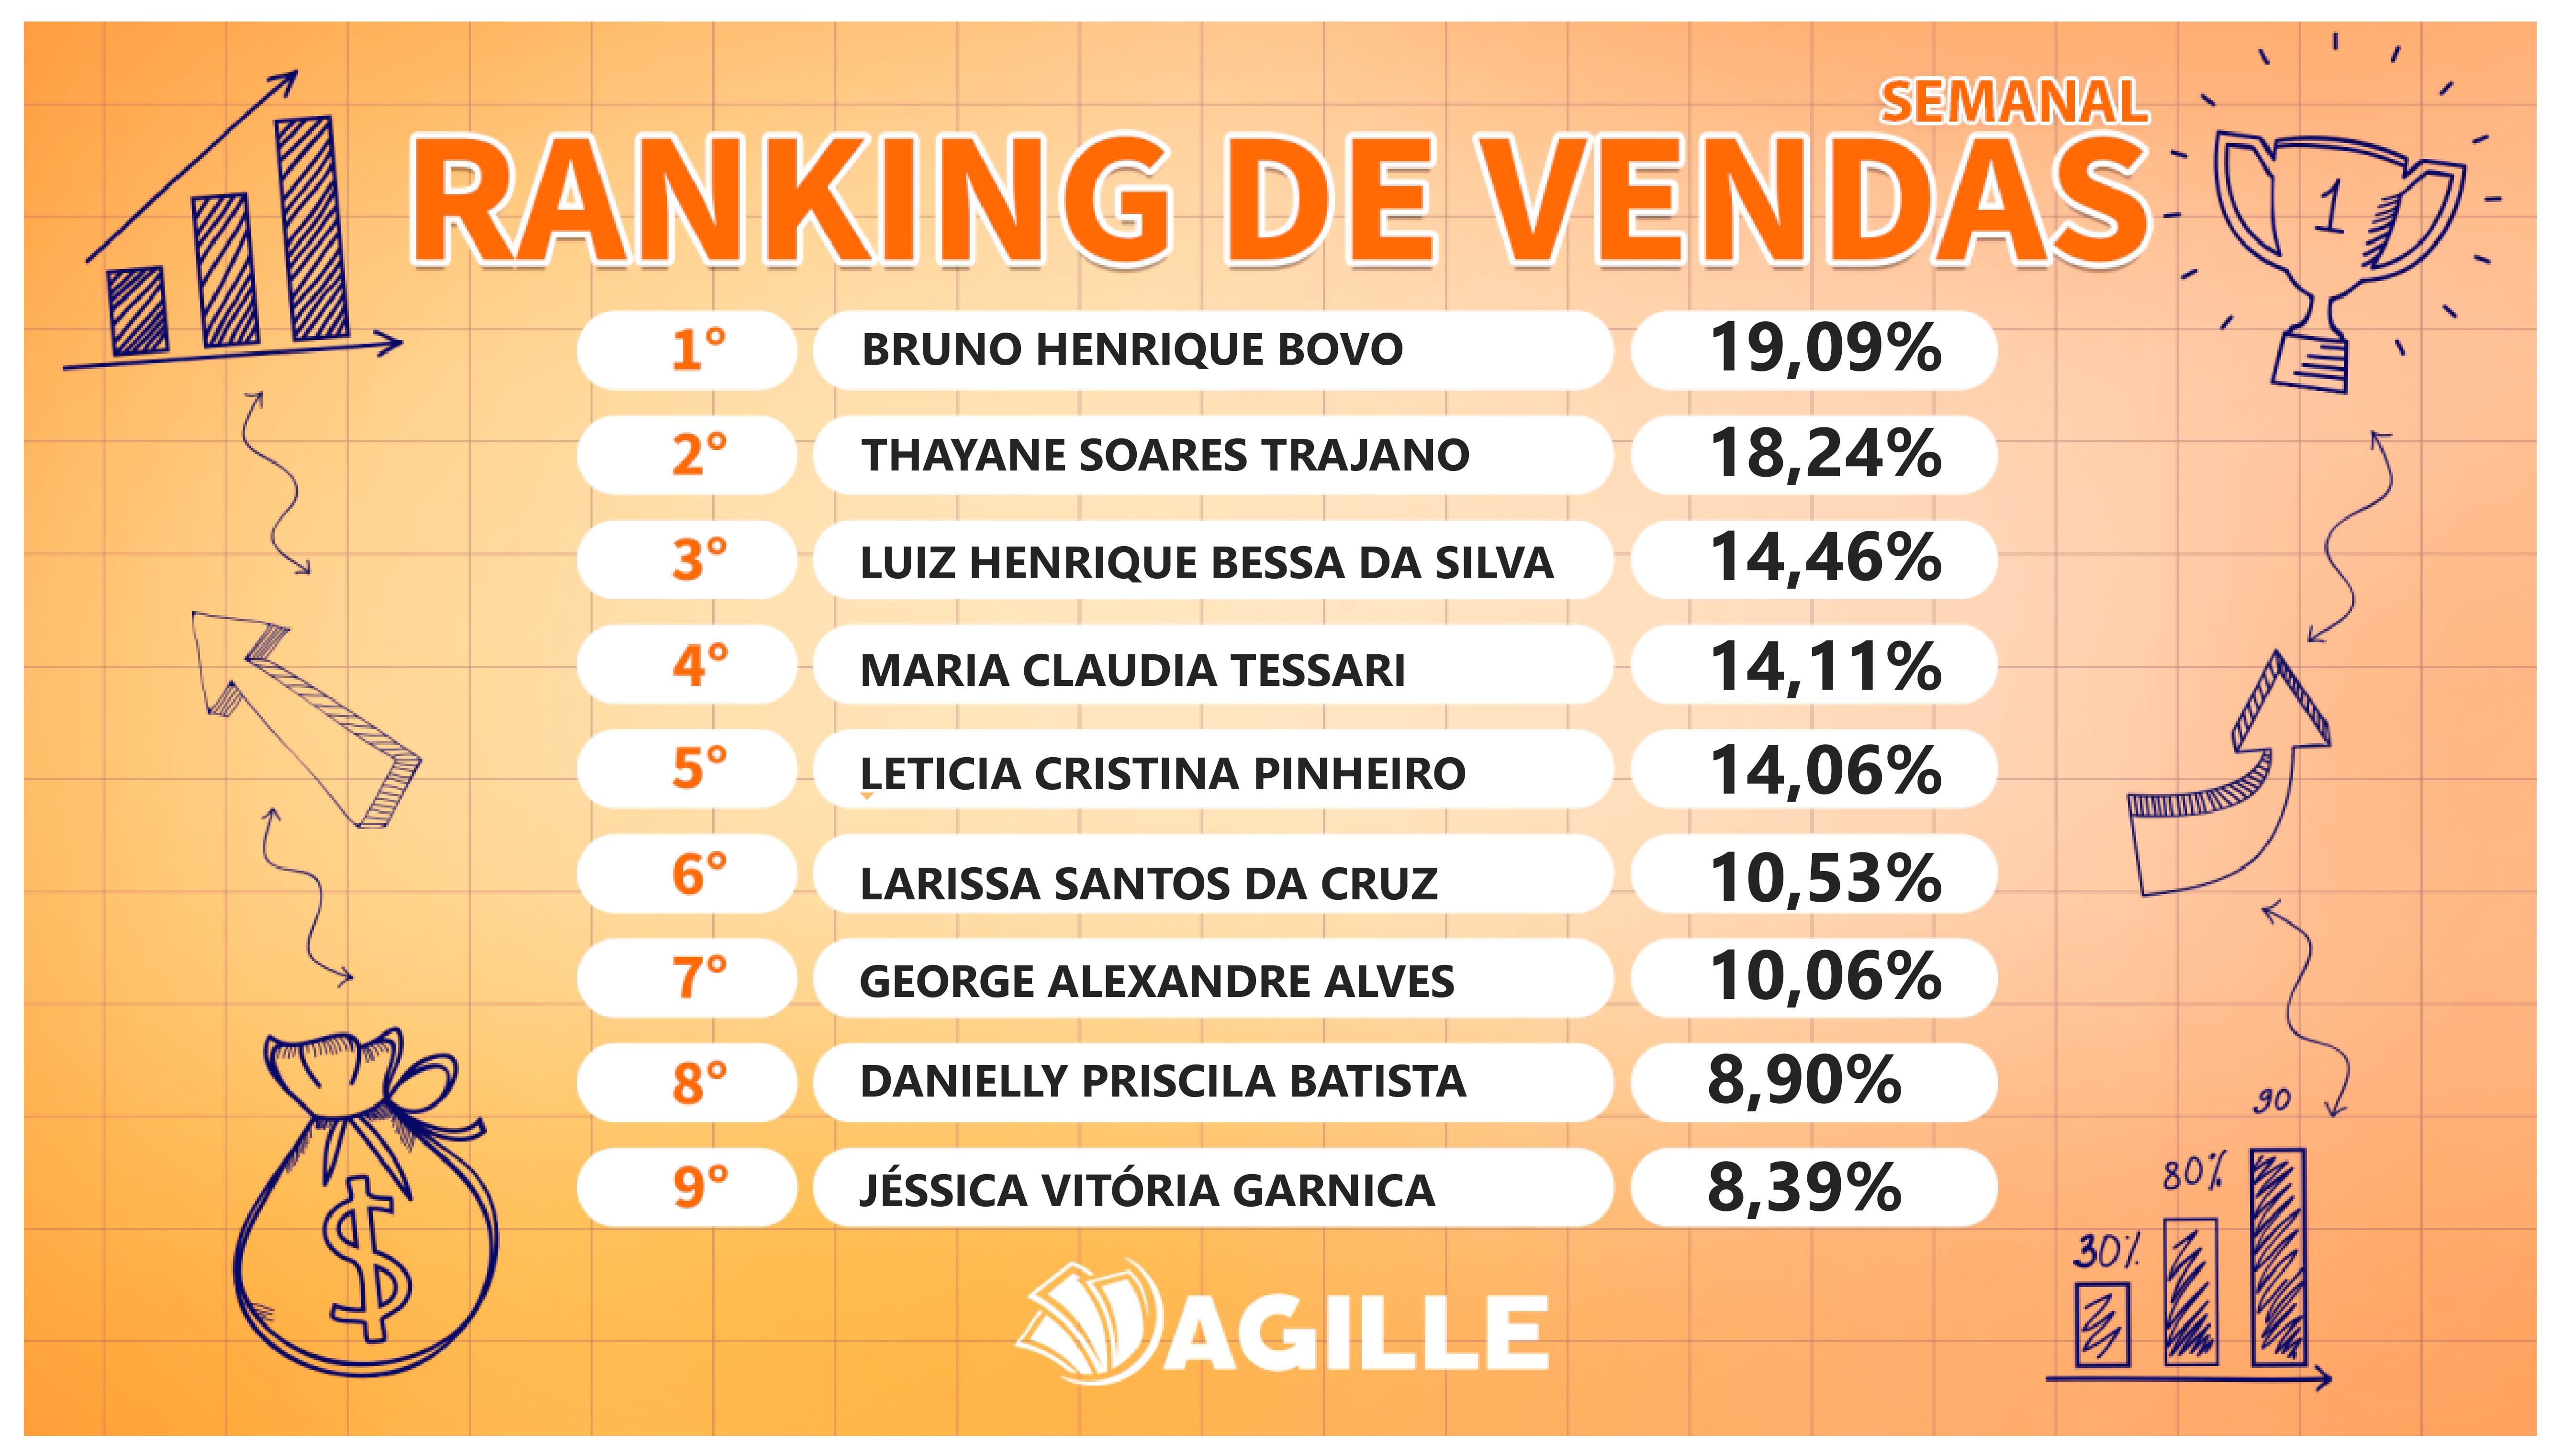 SEMANAL
RANKING DE VENDAS
1
1° BRUNO HENRIQUE BOVO 19,09%
2° THAYANE SOARES TRAJANO 18,24%
3° LUIZ HENRIQUE BESSA DA SILVA 14,46%
4° MARIA CLAUDIA TESSARI 14,11%
5° LETICIA CRISTINA PINHEIRO 14,06%
6° LARISSA SANTOS DA CRUZ 10,53%
7° GEORGE ALEXANDRE ALVES 10,06%
8° DANIELLY PRISCILA BATISTA 8,90%
9° JÉSSICA VITÓRIA GARNICA 8,39%
$
30% 80% 90
AGILLE